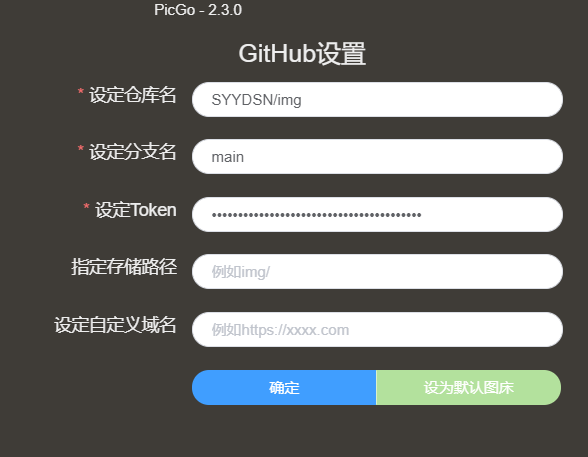 PicGo - 2.3.0
GitHub设置
* 设定仓库名 SYYDSN/img
* 设定分支名 main
* 设定Token ••••••••••••••••••••••••••••••••••••••••
指定存储路径 例如img/
设定自定义域名 例如https://xxxx.com
确定 设为默认图床